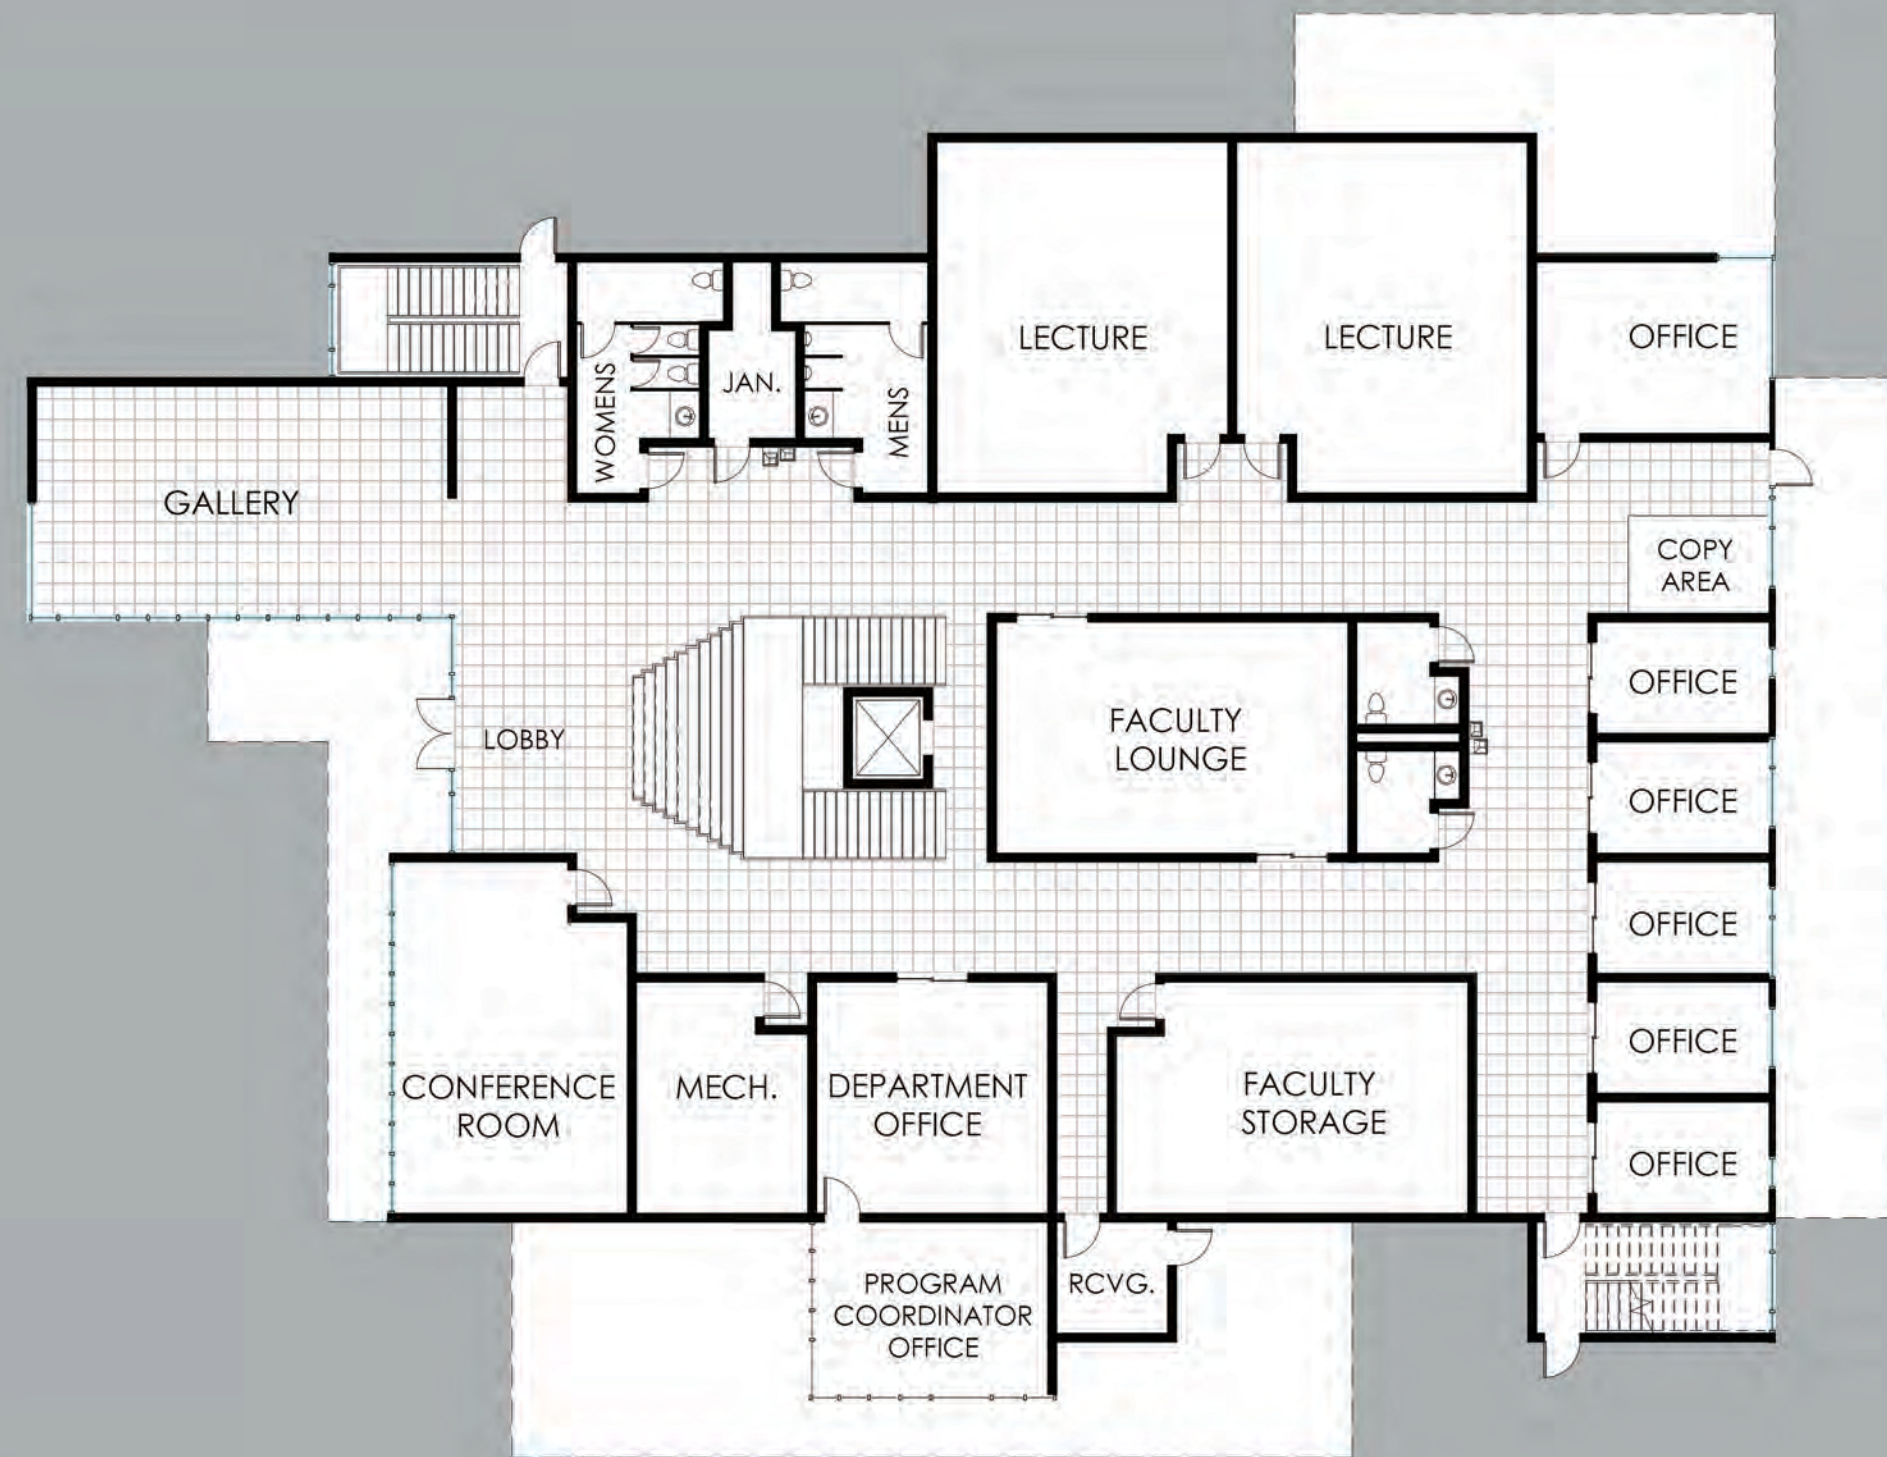 LECTURE
LECTURE
OFFICE
WOMENS
JAN.
MENS
GALLERY
COPY
AREA
OFFICE
FACULTY
LOUNGE
LOBBY
OFFICE
OFFICE
OFFICE
CONFERENCE
ROOM
MECH.
DEPARTMENT
OFFICE
FACULTY
STORAGE
OFFICE
PROGRAM
COORDINATOR
OFFICE
RCVG.